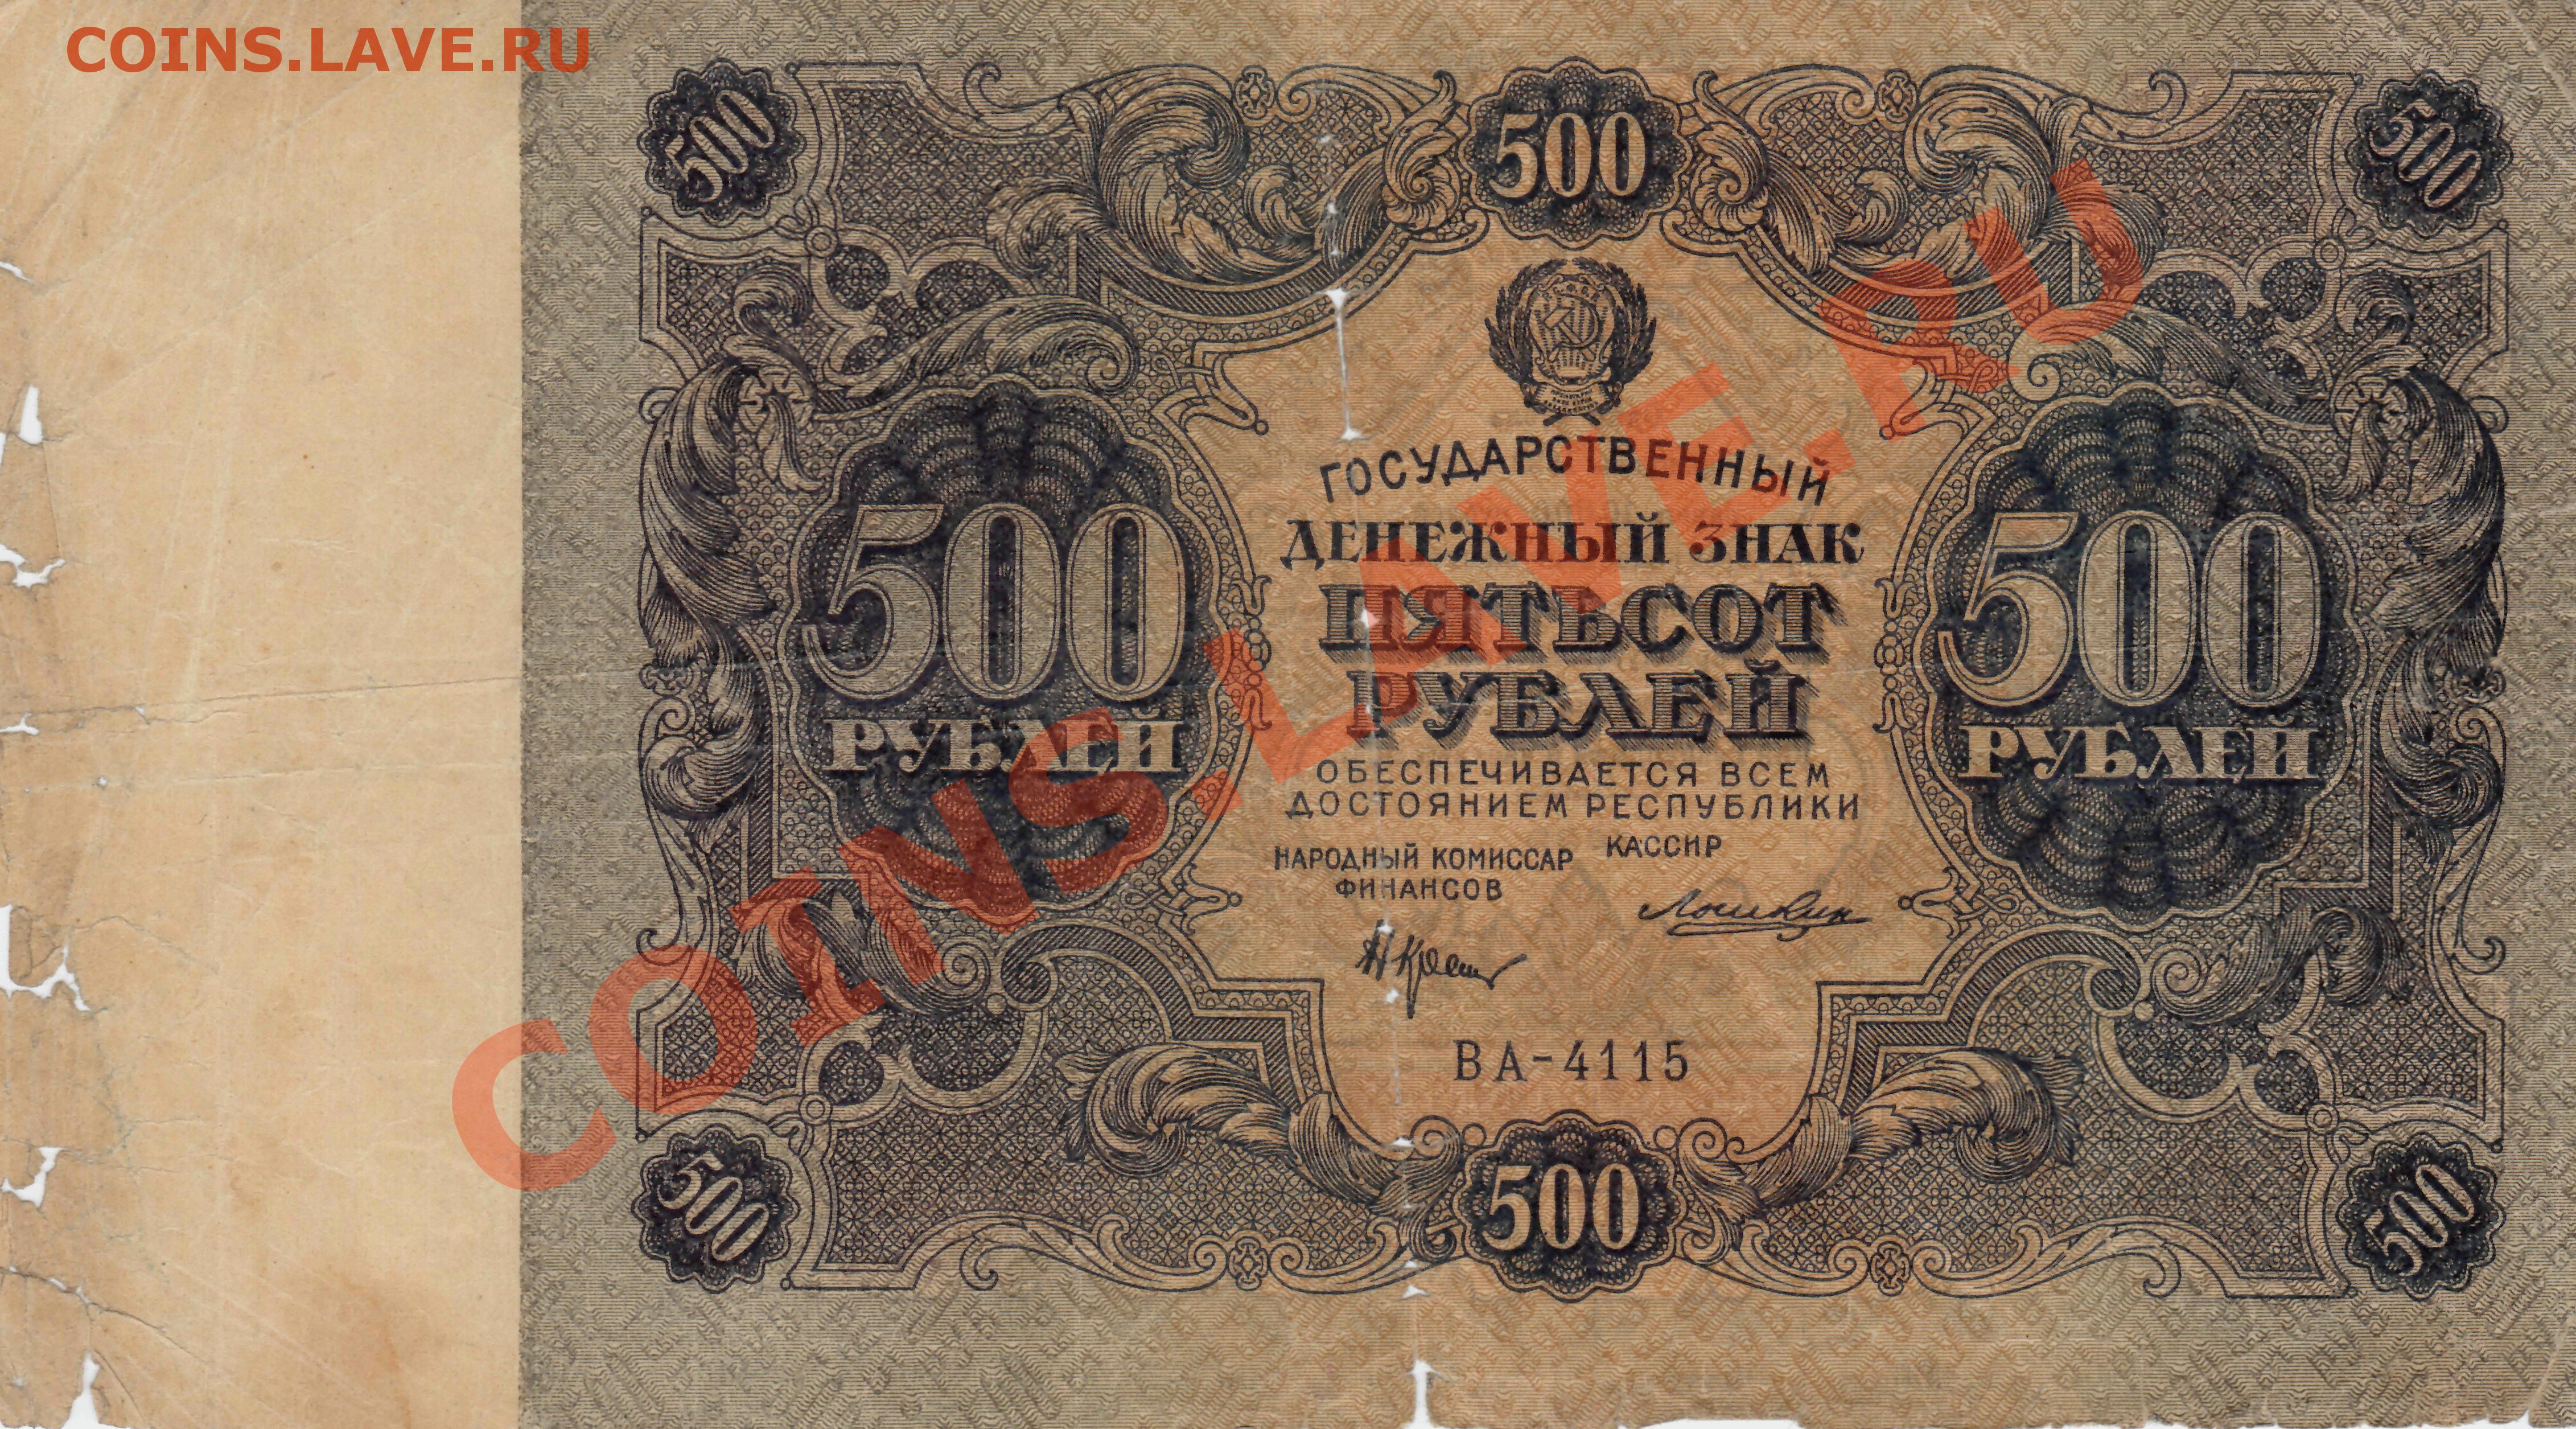 COINS.LAVE.RU
500
500
500
ГОСУДАРСТВЕННЫЙ
ДЕНЕЖНЫЙ ЗНАК
ПЯТЬСОТ
РУБЛЕЙ
500
РУБЛЕЙ
500
РУБЛЕЙ
ОБЕСПЕЧИВАЕТСЯ ВСЕМ
ДОСТОЯНИЕМ РЕСПУБЛИКИ
НАРОДНЫЙ КОМИССАР
ФИНАНСОВ
КАССИР
ВА-4115
500
500
500
COINS.LAVE.RU